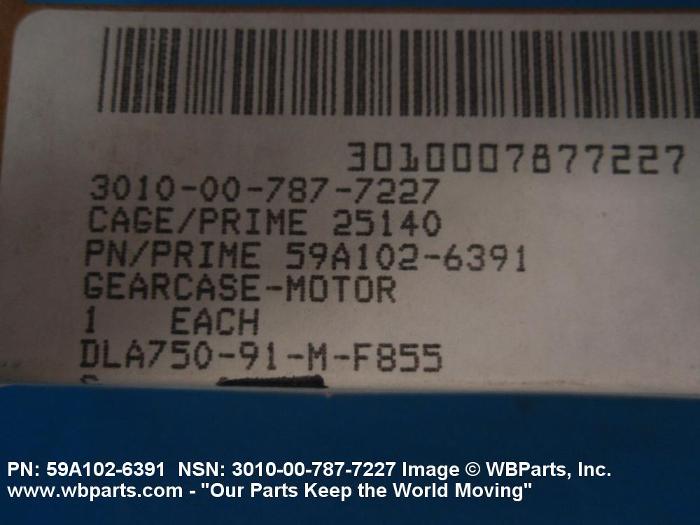 3010007877227
3010-00-787-7227
CAGE/PRIME 25140
PN/PRIME 59A102-6391
GEARCASE-MOTOR
1 EACH
DLA750-91-M-F855
PN: 59A102-6391 NSN: 3010-00-787-7227 Image © WBParts, Inc.
www.wbparts.com - "Our Parts Keep the World Moving"